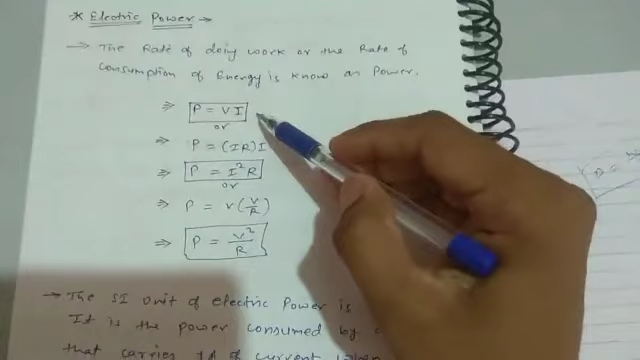 * Electric Power →
→ The Rate of doing work or the Rate of
Consumption of Energy is know as Power.
⇒ P = VI
or
⇒ P = (IR)I
⇒ P = I²R
or
⇒ P = V(V/R)
⇒ P = V²/R
→ The SI Unit of electric Power is
It is the power consumed by
that carries 1A of current when